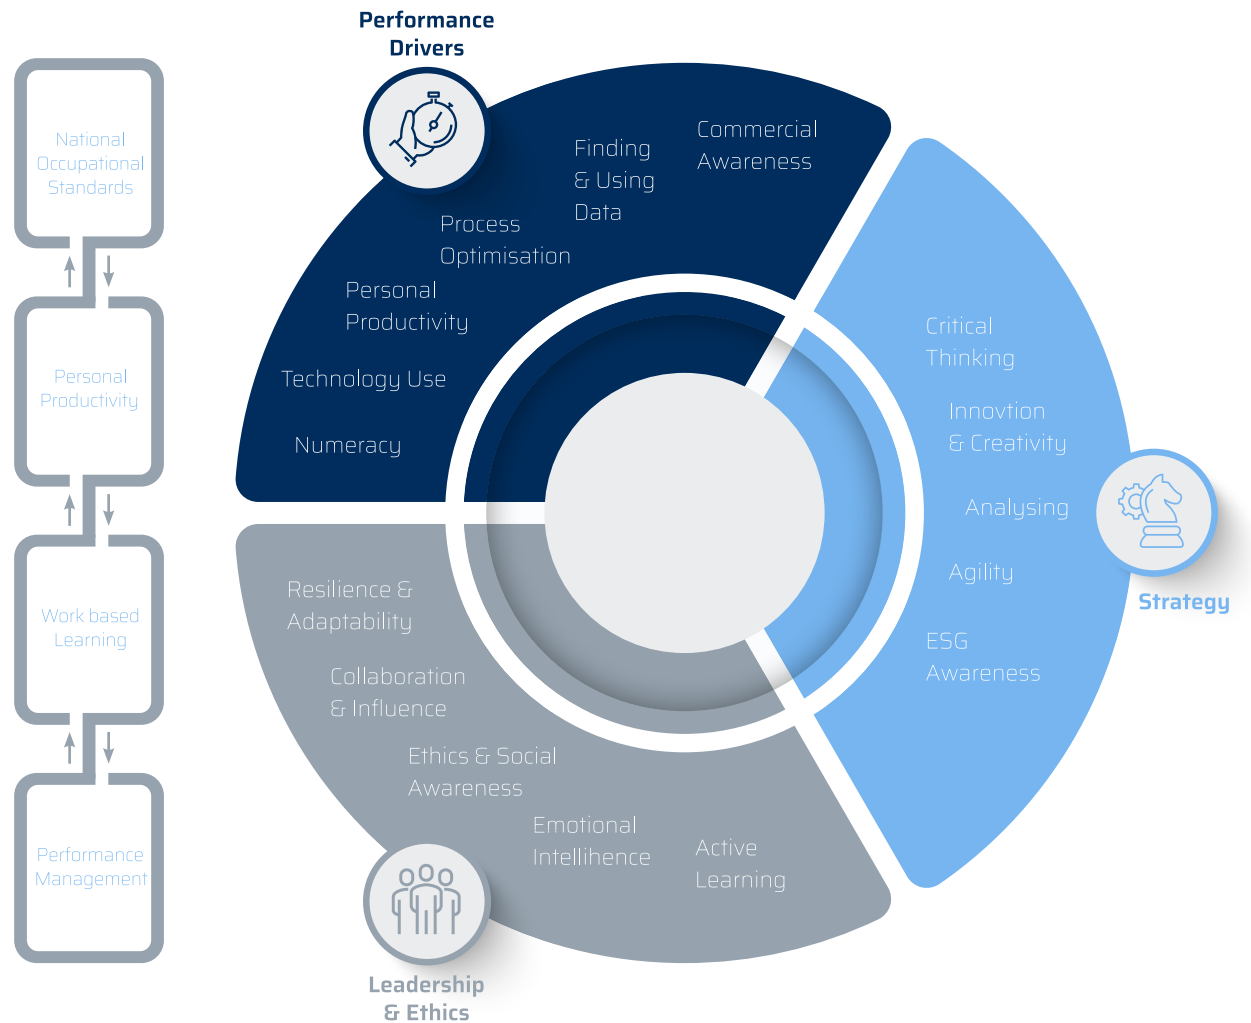 Performance
Drivers
National
Occupational
Standards
Personal
Productivity
Work based
Learning
Performance
Management
Commercial
Awareness
Finding
& Using
Data
Process
Optimisation
Personal
Productivity
Technology Use
Numeracy
Critical
Thinking
Innovtion
& Creativity
Analysing
Agility
ESG
Awareness
Strategy
Resilience &
Adaptability
Collaboration
& Influence
Ethics & Social
Awareness
Emotional
Intellihence
Active
Learning
Leadership
& Ethics